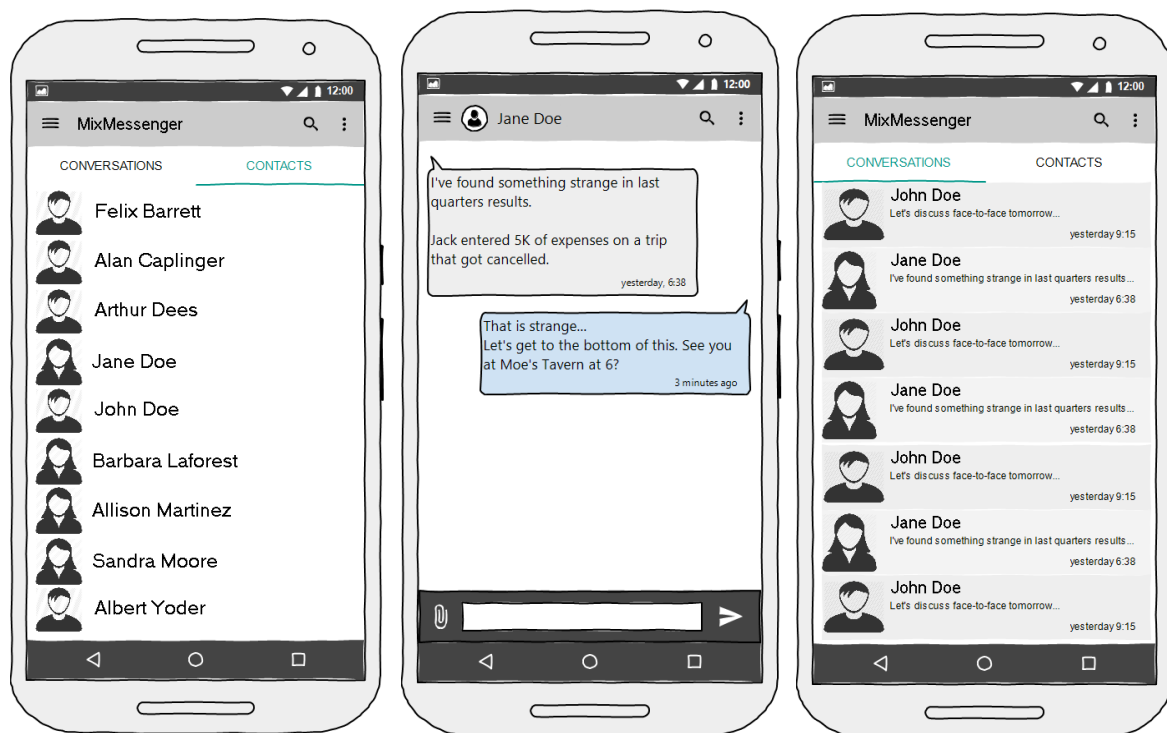 12:00
MixMessenger
CONVERSATIONS CONTACTS
Felix Barrett
Alan Caplinger
Arthur Dees
Jane Doe
John Doe
Barbara Laforest
Allison Martinez
Sandra Moore
Albert Yoder
12:00
Jane Doe
I've found something strange in last
quarters results.
Jack entered 5K of expenses on a trip
that got cancelled.
yesterday, 6:38
That is strange...
Let's get to the bottom of this. See you
at Moe's Tavern at 6?
3 minutes ago
12:00
MixMessenger
CONVERSATIONS CONTACTS
John Doe
Let's discuss face-to-face tomorrow...
yesterday 9:15
Jane Doe
I've found something strange in last quarters results...
yesterday 6:38
John Doe
Let's discuss face-to-face tomorrow...
yesterday 9:15
Jane Doe
I've found something strange in last quarters results...
yesterday 6:38
John Doe
Let's discuss face-to-face tomorrow...
yesterday 9:15
Jane Doe
I've found something strange in last quarters results...
yesterday 6:38
John Doe
Let's discuss face-to-face tomorrow...
yesterday 9:15